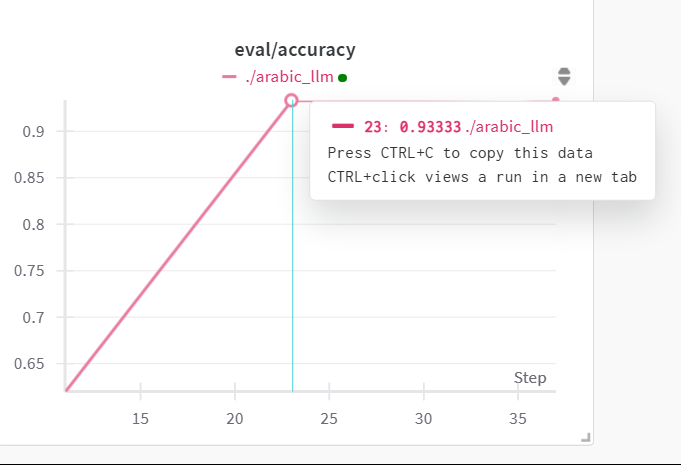 eval/accuracy
./arabic_llm
0.9
0.85
0.8
0.75
0.7
0.65
23: 0.93333 ./arabic_llm
Press CTRL+C to copy this data
CTRL+click views a run in a new tab
Step
15 20 25 30 35